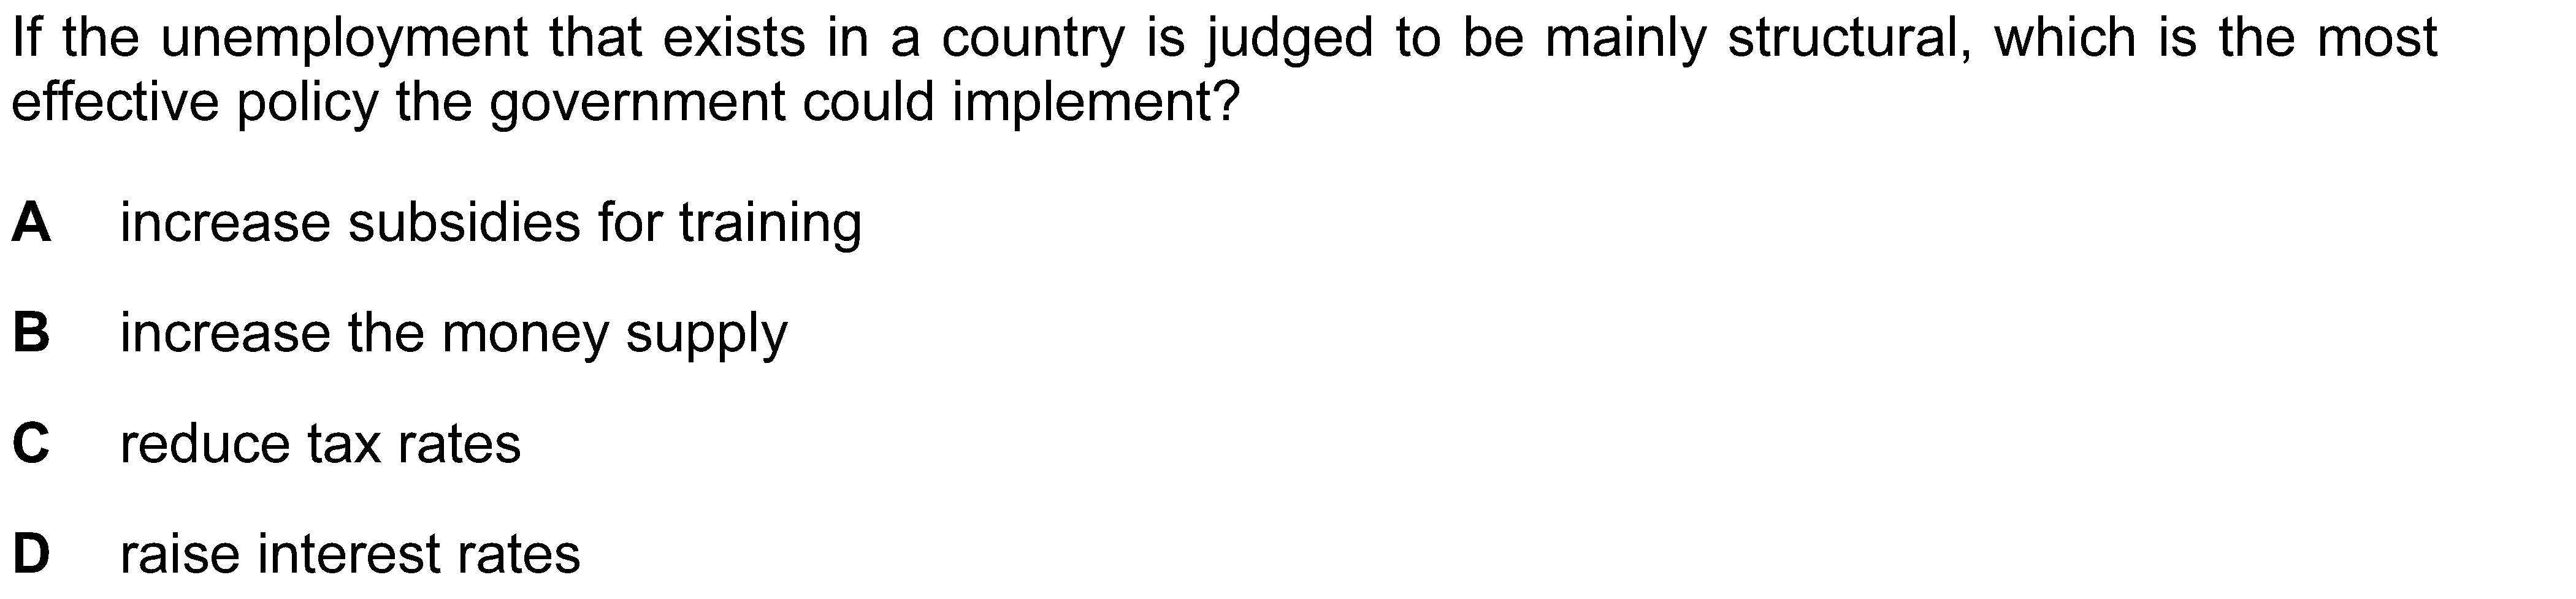 If the unemployment that exists in a country is judged to be mainly structural, which is the most
effective policy the government could implement?
A increase subsidies for training
B increase the money supply
C reduce tax rates
D raise interest rates